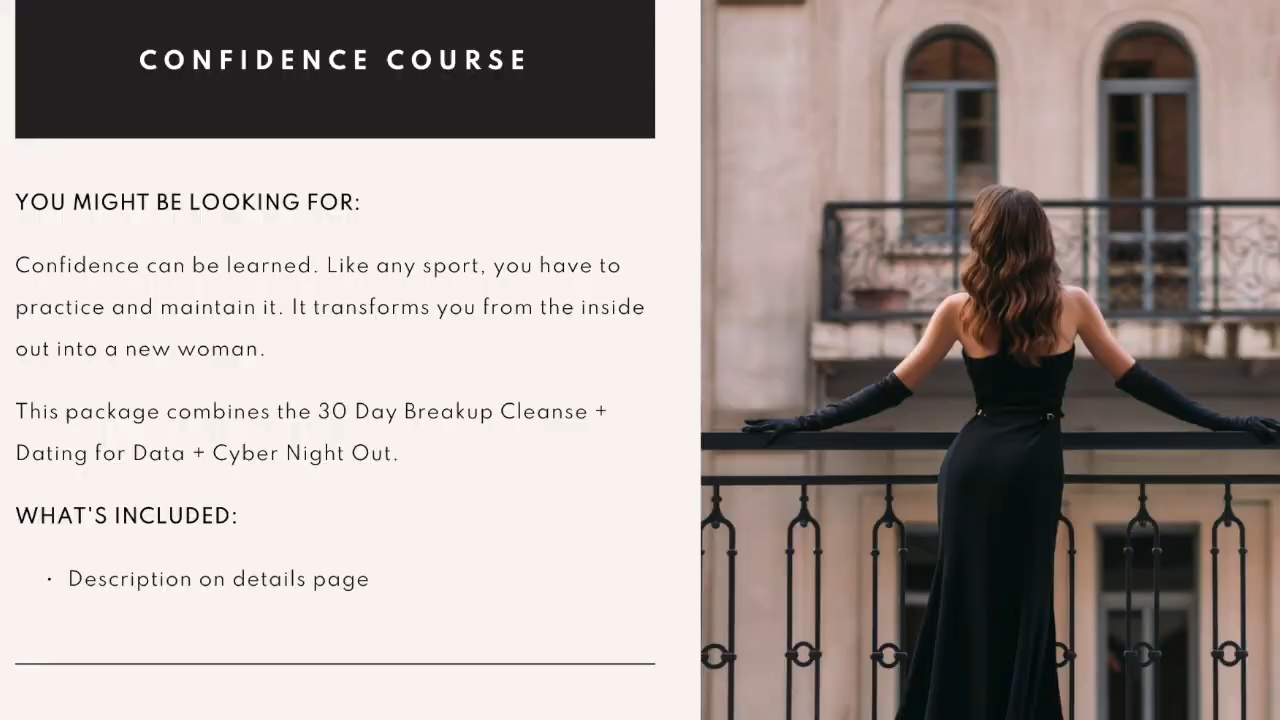 CONFIDENCE COURSE
YOU MIGHT BE LOOKING FOR:
Confidence can be learned. Like any sport, you have to
practice and maintain it. It transforms you from the inside
out into a new woman.
This package combines the 30 Day Breakup Cleanse +
Dating for Data + Cyber Night Out.
WHAT'S INCLUDED:
• Description on details page